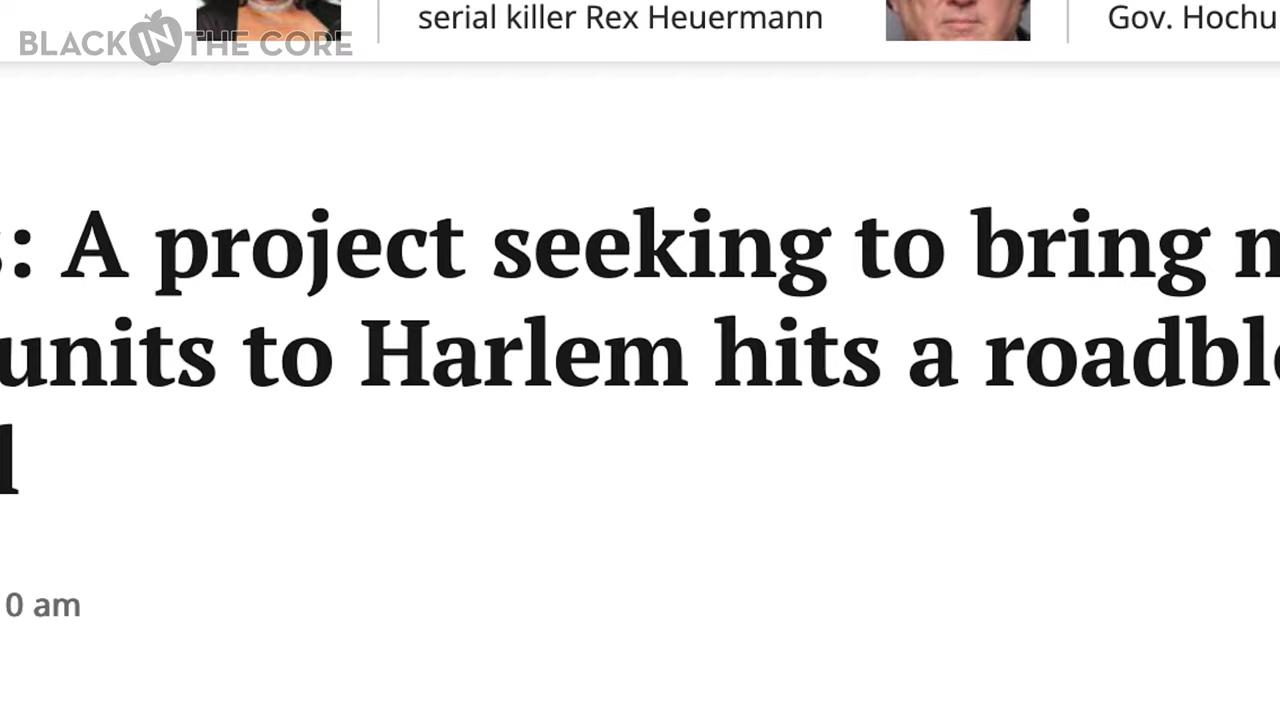 serial killer Rex Heuermann
Gov. Hochu
BLACK IN THE CORE
s: A project seeking to bring
units to Harlem hits a roadblo
l
0 am